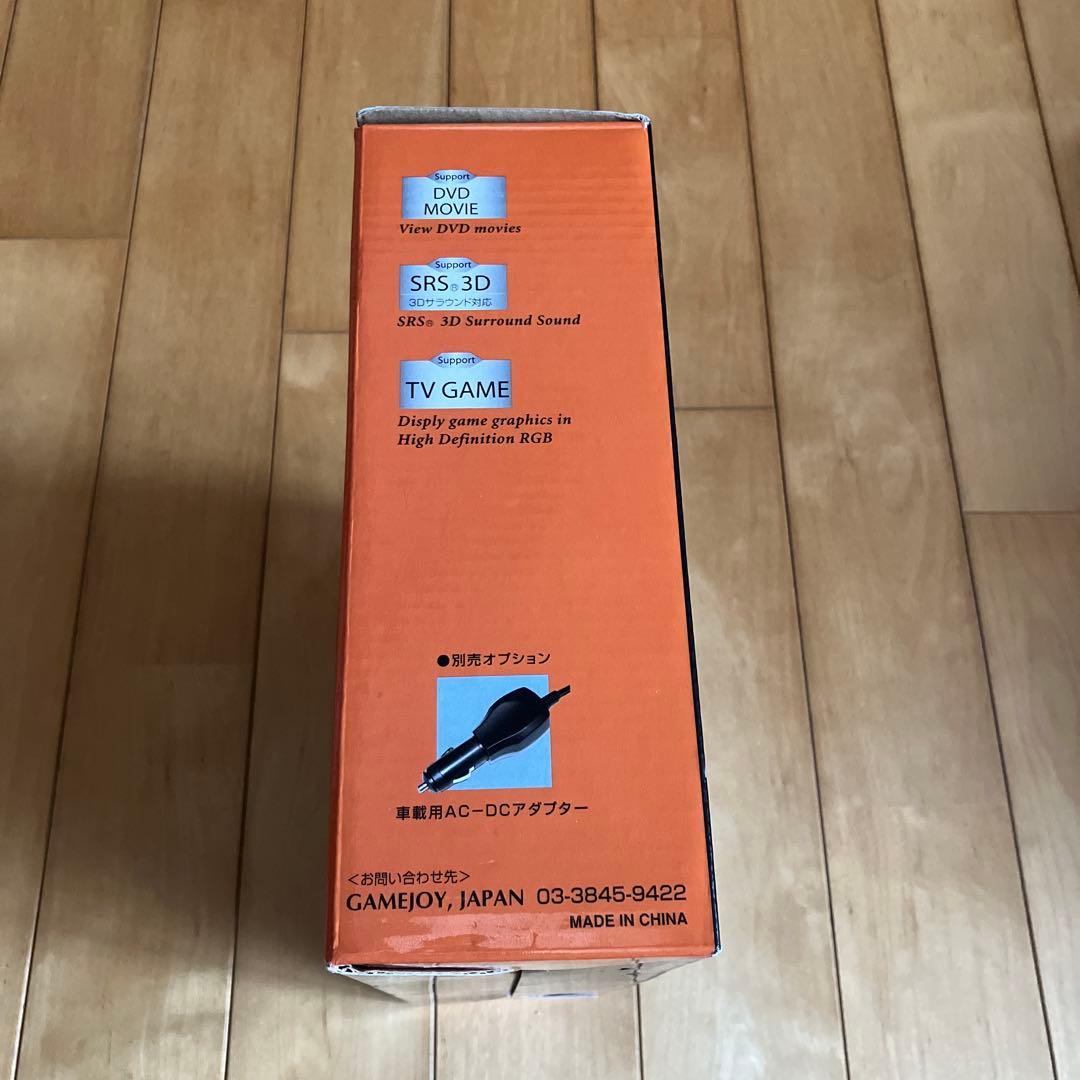 Support
DVD
MOVIE
View DVD movies
Support
SRS® 3D
3Dサラウンド対応
SRS® 3D Surround Sound
Support
TV GAME
Disply game graphics in
High Definition RGB
●別売オプション
車載用AC-DCアダプター
<お問い合わせ先>
GAMEJOY, JAPAN 03-3845-9422
MADE IN CHINA